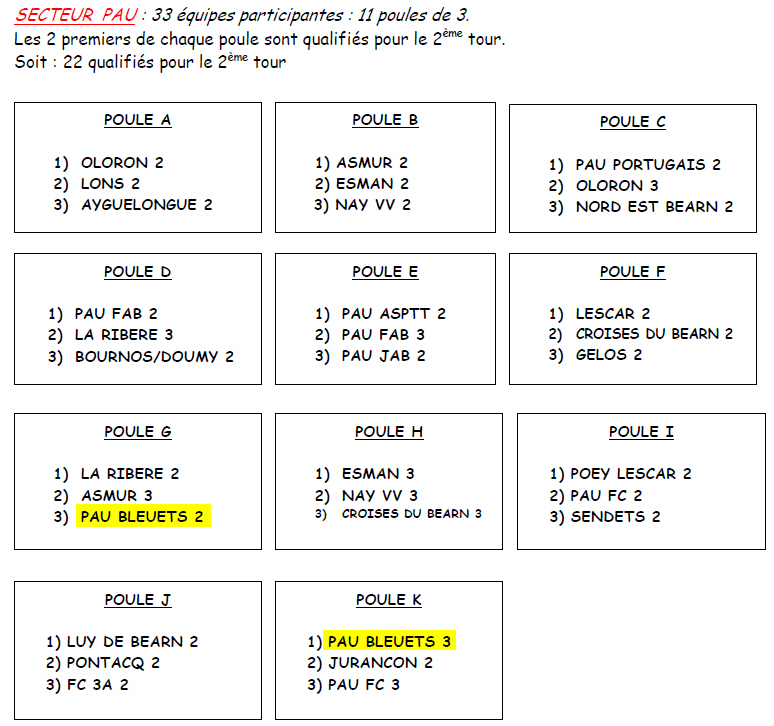 SECTEUR PAU : 33 équipes participantes : 11 poules de 3.
Les 2 premiers de chaque poule sont qualifiés pour le 2ème tour.
Soit : 22 qualifiés pour le 2ème tour
POULE A
1) OLORON 2
2) LONS 2
3) AYGUELONGUE 2
POULE B
1) ASMUR 2
2) ESMAN 2
3) NAY VV 2
POULE C
1) PAU PORTUGAIS 2
2) OLORON 3
3) NORD EST BEARN 2
POULE D
1) PAU FAB 2
2) LA RIBERE 3
3) BOURNOS/DOUMY 2
POULE E
1) PAU ASPTT 2
2) PAU FAB 3
3) PAU JAB 2
POULE F
1) LESCAR 2
2) CROISES DU BEARN 2
3) GELOS 2
POULE G
1) LA RIBERE 2
2) ASMUR 3
3) PAU BLEUETS 2
POULE H
1) ESMAN 3
2) NAY VV 3
3) CROISES DU BEARN 3
POULE I
1) POEY LESCAR 2
2) PAU FC 2
3) SENDETS 2
POULE J
1) LUY DE BEARN 2
2) PONTACQ 2
3) FC 3A 2
POULE K
1) PAU BLEUETS 3
2) JURANCON 2
3) PAU FC 3